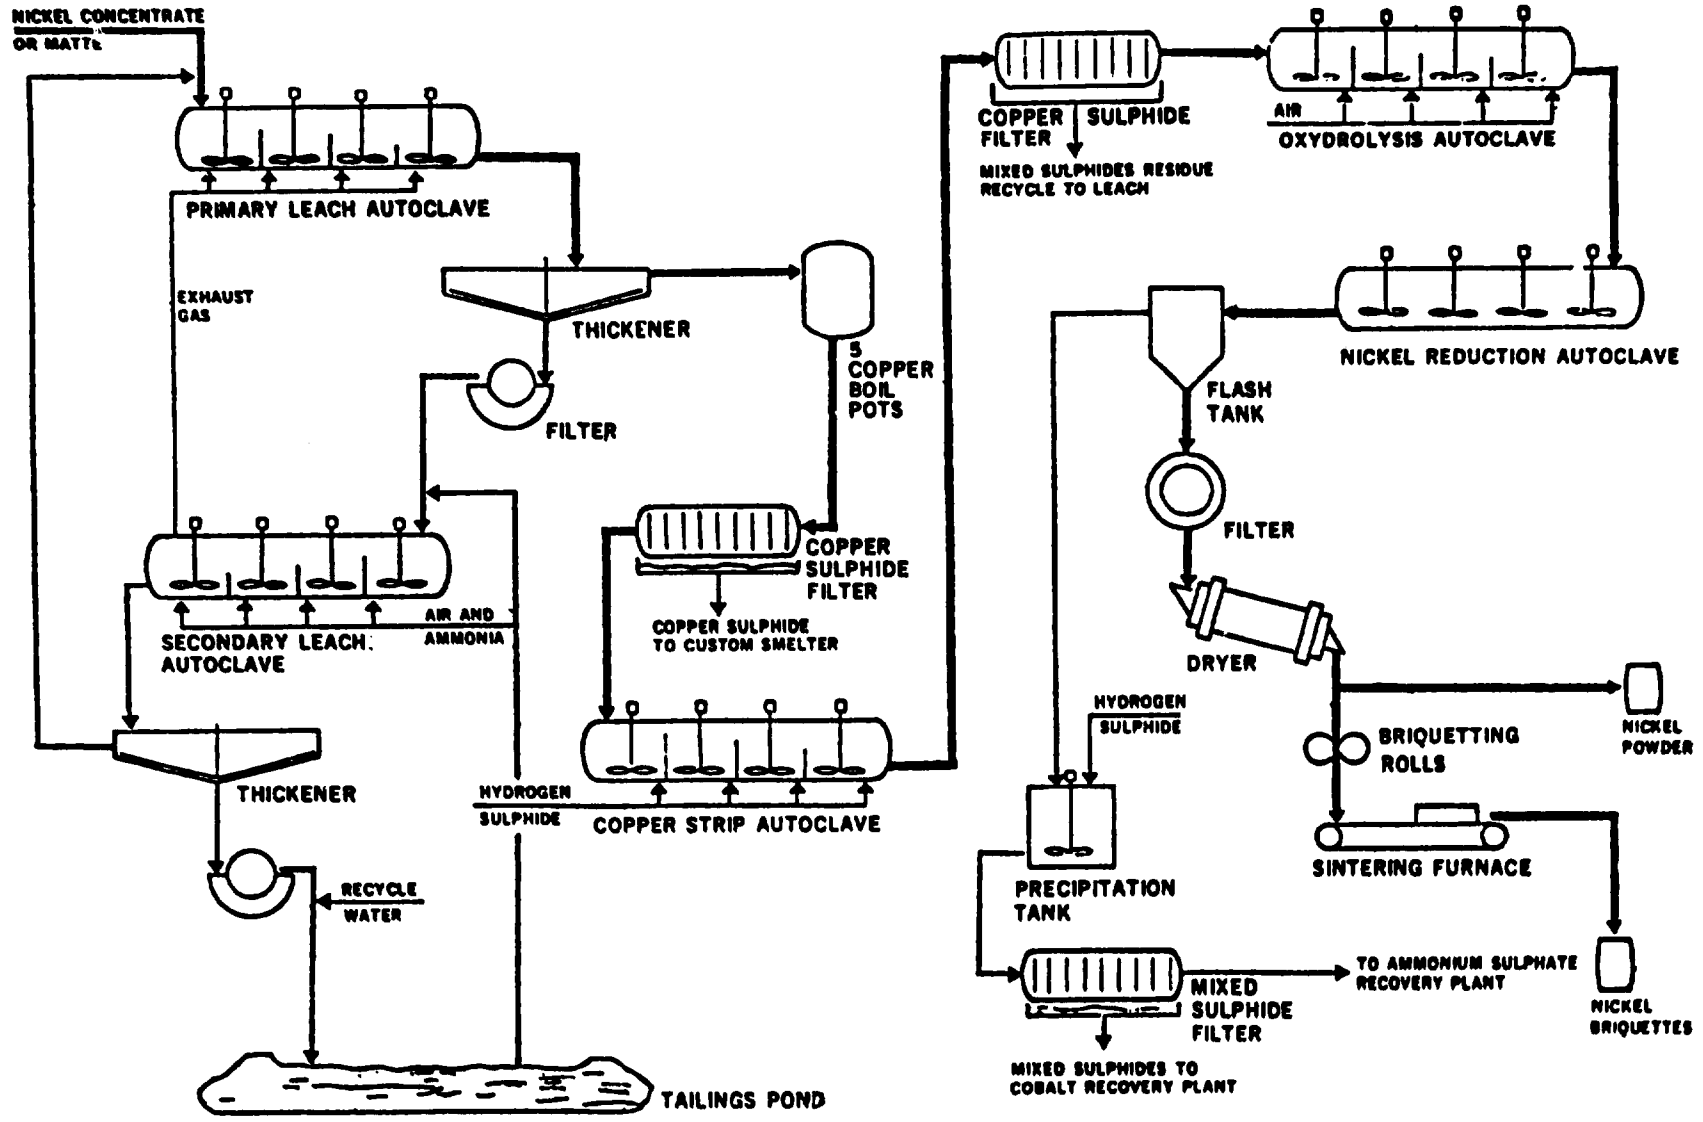 NICKEL CONCENTRATE
OR MATTE
PRIMARY LEACH AUTOCLAVE
EXHAUST
GAS
THICKENER
FILTER
5
COPPER
BOIL
POTS
COPPER
SULPHIDE
FILTER
COPPER SULPHIDE
TO CUSTOM SMELTER
AIR AND
AMMONIA
SECONDARY LEACH
AUTOCLAVE
THICKENER
HYDROGEN
SULPHIDE
COPPER STRIP AUTOCLAVE
RECYCLE
WATER
TAILINGS POND
COPPER SULPHIDE
FILTER
MIXED SULPHIDES RESIDUE
RECYCLE TO LEACH
AIR
OXYDROLYSIS AUTOCLAVE
NICKEL REDUCTION AUTOCLAVE
FLASH
TANK
FILTER
DRYER
HYDROGEN
SULPHIDE
NICKEL
POWDER
BRIQUETTING
ROLLS
SINTERING FURNACE
PRECIPITATION
TANK
MIXED
SULPHIDE
FILTER
TO AMMONIUM SULPHATE
RECOVERY PLANT
NICKEL
BRIQUETTES
MIXED SULPHIDES TO
COBALT RECOVERY PLANT